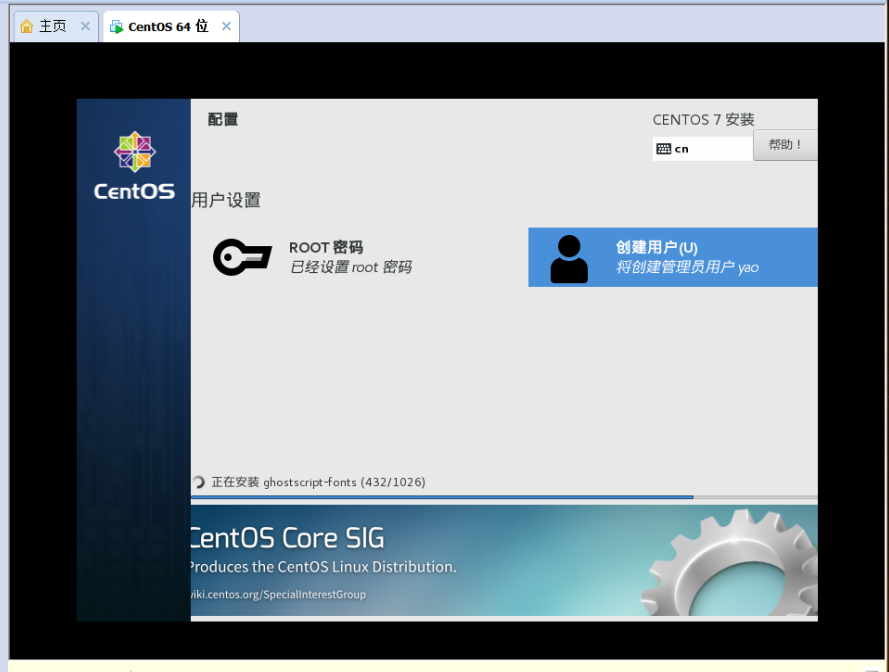 主页
CentOS 64 位
配置
CENTOS 7 安装
cn
帮助！
CentOS
用户设置
ROOT 密码
已经设置 root 密码
创建用户(U)
将创建管理员用户 yao
正在安装 ghostscript-fonts (432/1026)
CentOS Core SIG
Produces the CentOS Linux Distribution.
wiki.centos.org/SpecialInterestGroup